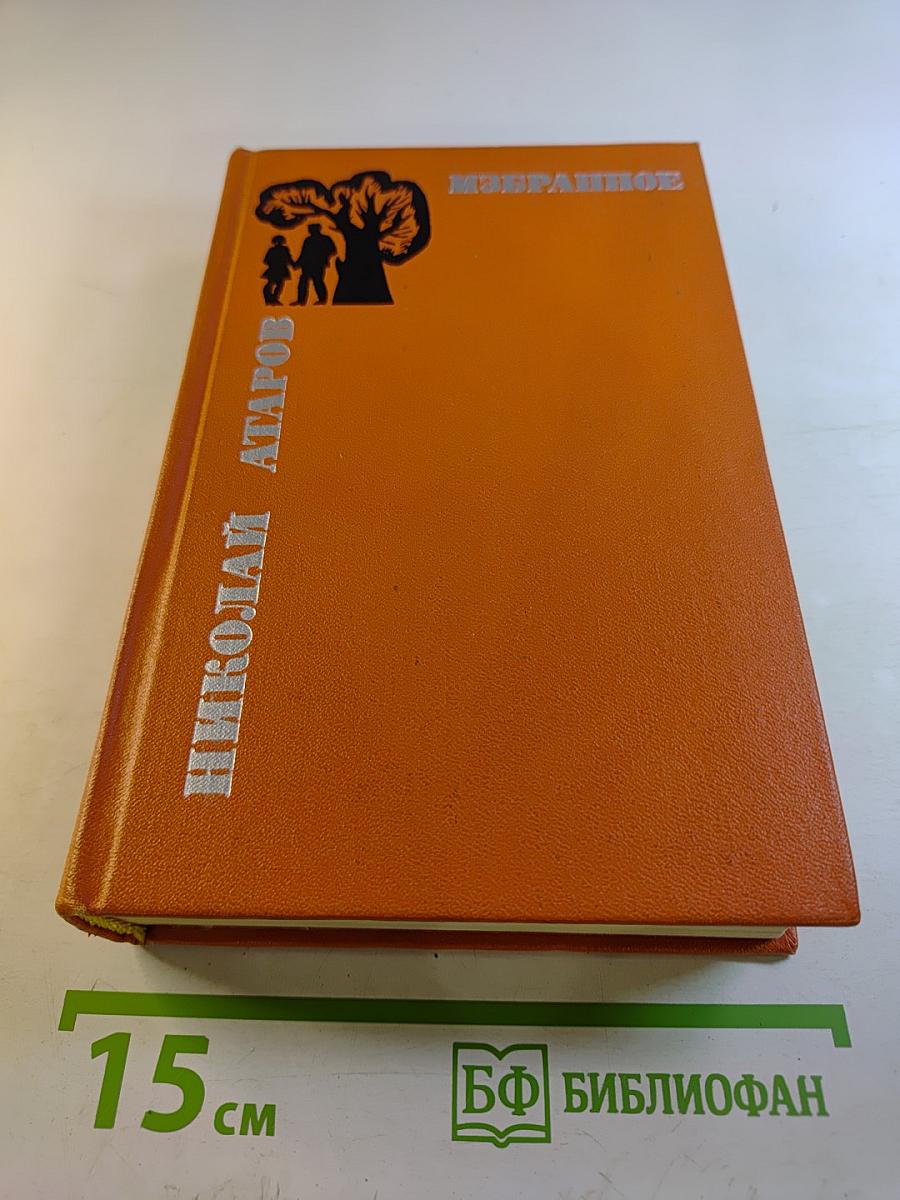 ИЗБРАННОЕ
НИКОЛАЙ АТАРОВ
15 см
БФ БИБЛИОФАН